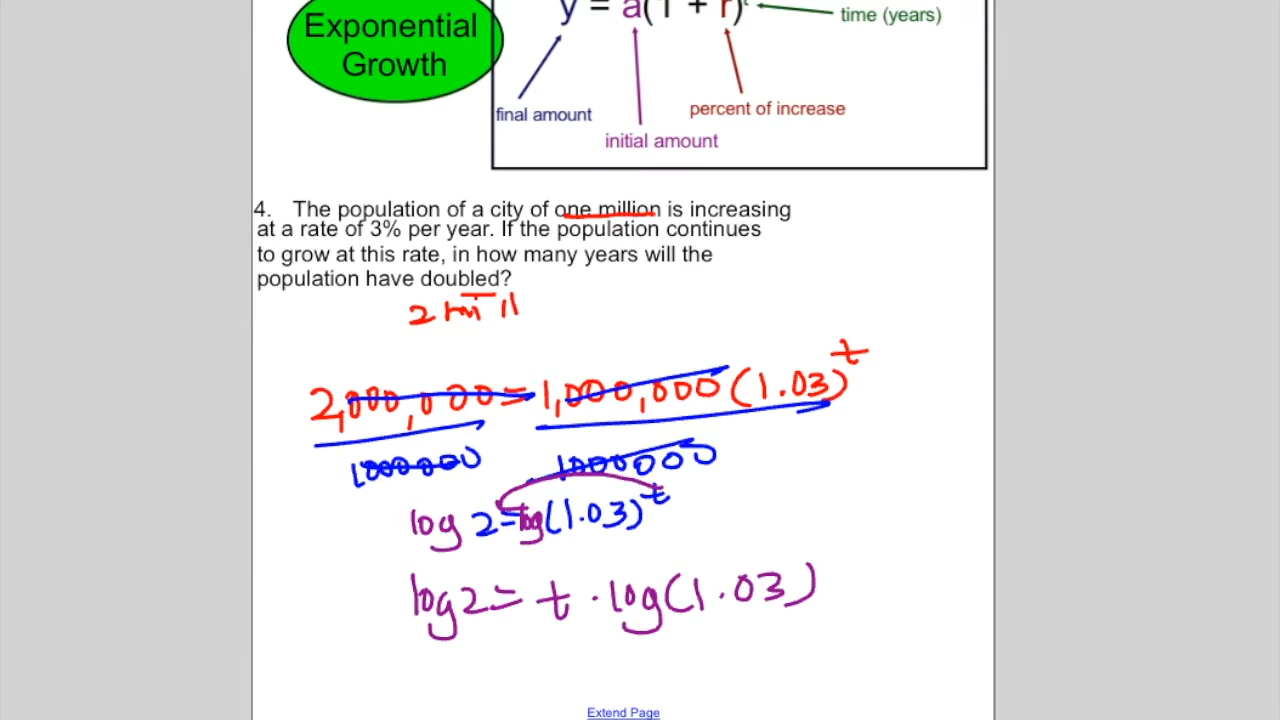 Exponential
Growth
y = a(1 + r)^t
time (years)
final amount
percent of increase
initial amount
4. The population of a city of one million is increasing
at a rate of 3% per year. If the population continues
to grow at this rate, in how many years will the
population have doubled?
2 mill
2,000,000 = 1,000,000 (1.03)^t
1000000 1000000
log 2 = log(1.03)^t
log 2 = t · log(1.03)
Extend Page